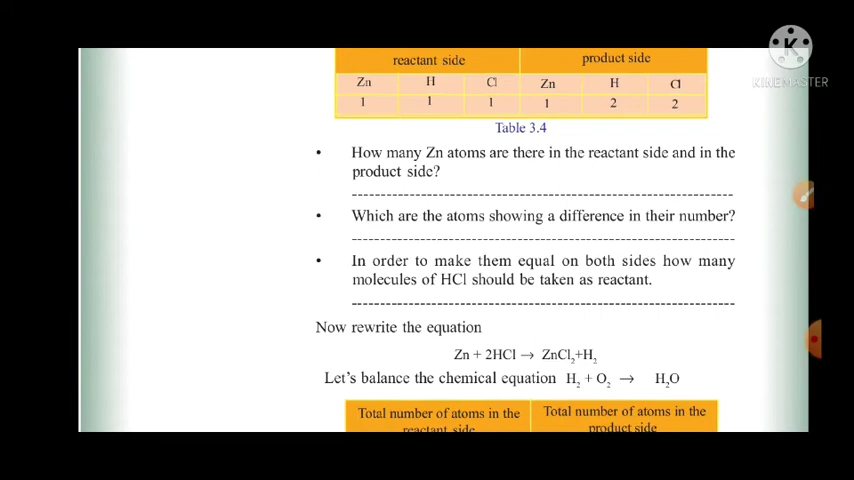 reactant side product side
Zn H Cl Zn H Cl
1 1 1 1 2 2
Table 3.4
• How many Zn atoms are there in the reactant side and in the
product side?
• Which are the atoms showing a difference in their number?
• In order to make them equal on both sides how many
molecules of HCl should be taken as reactant.
Now rewrite the equation
Zn + 2HCl → ZnCl₂+H₂
Let's balance the chemical equation H₂ + O₂ → H₂O
Total number of atoms in the Total number of atoms in the
reactant side product side
KINEMASTER